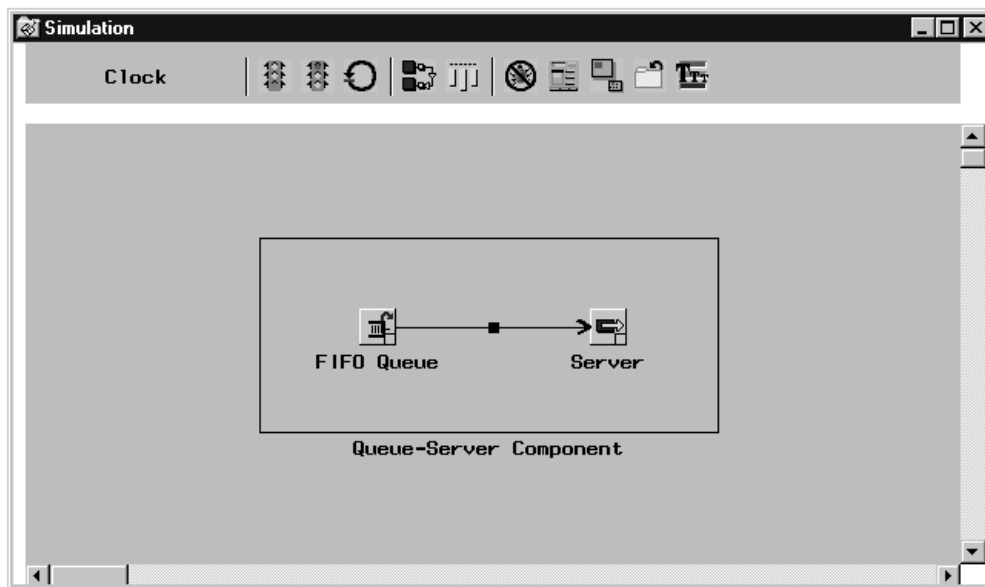 Simulation
Clock
FIFO Queue
Server
Queue-Server Component